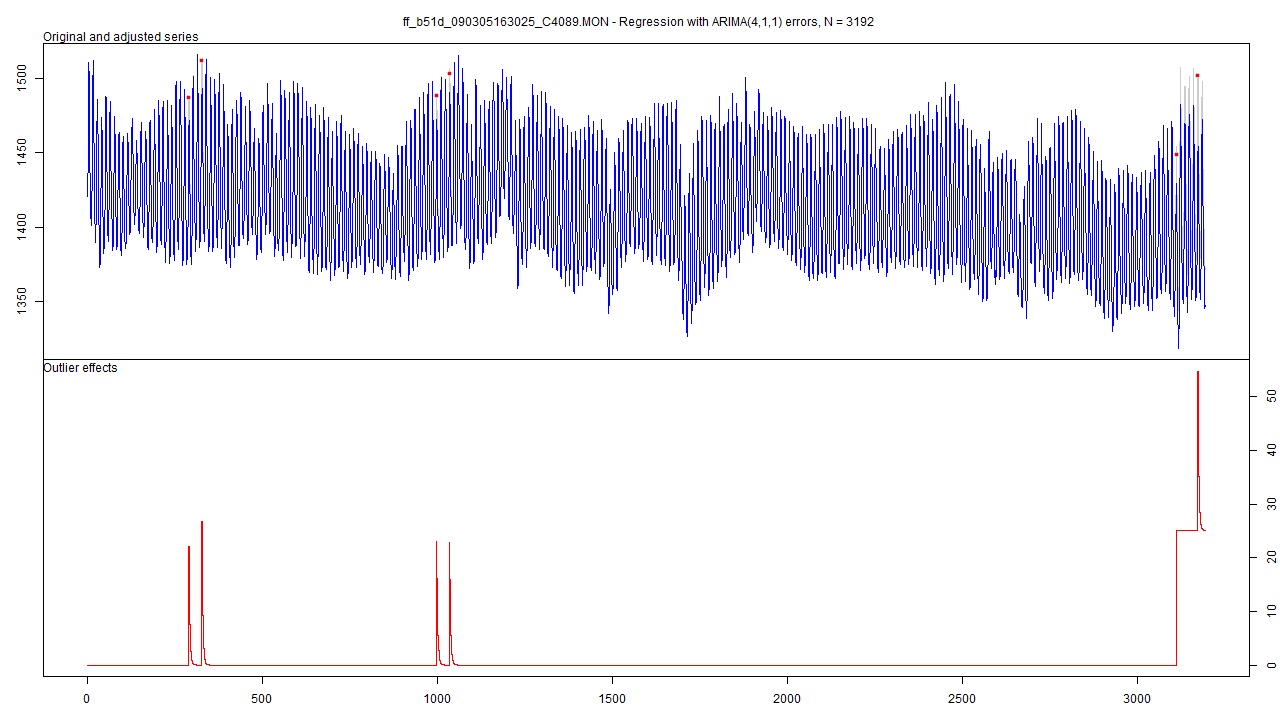 ff_b51d_090305163025_C4089.MON - Regression with ARIMA(4,1,1) errors, N = 3192
Original and adjusted series
1500
1450
1400
1350
Outlier effects
50
40
30
20
10
0
0 500 1000 1500 2000 2500 3000